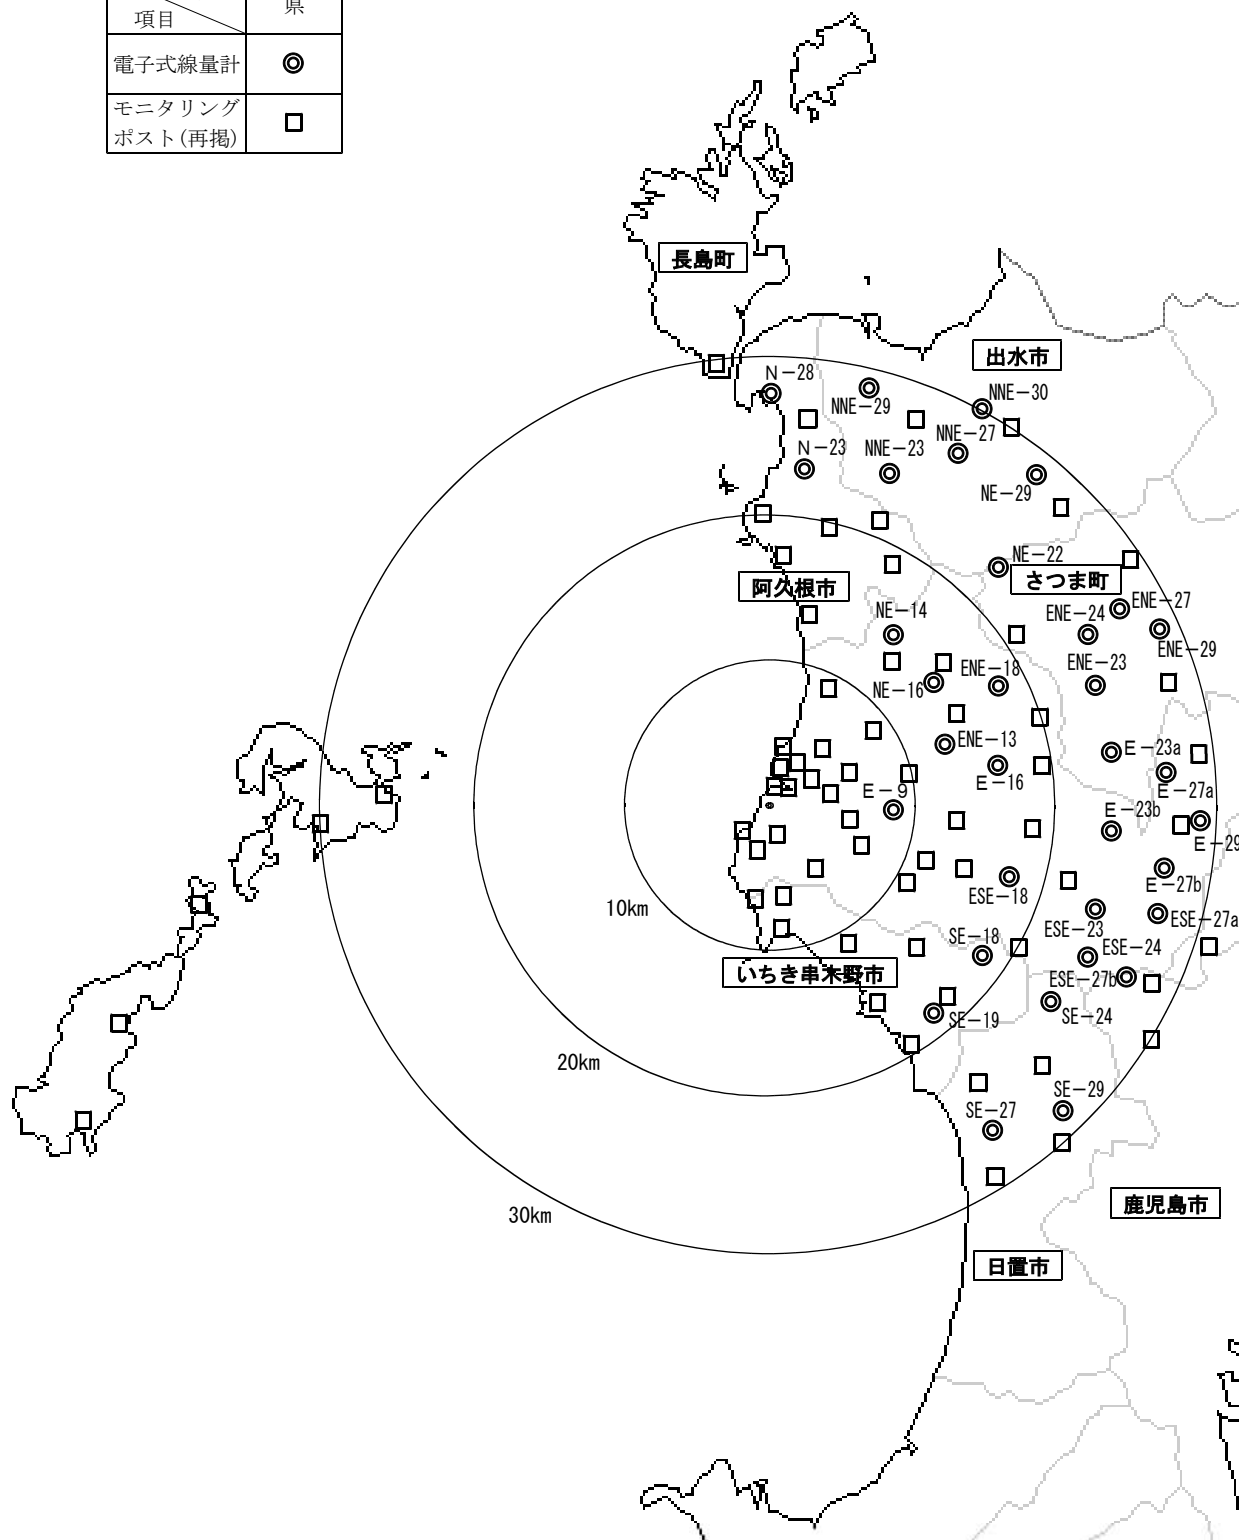 県
項目
電子式線量計
モニタリング
ポスト(再掲)
長島町
出水市
N-28
NNE-29
NNE-30
NNE-27
N-23
NNE-23
NE-29
NE-22
さつま町
阿久根市
NE-14
ENE-24
ENE-27
ENE-29
ENE-23
ENE-18
NE-16
ENE-13
E-23a
E-16
E-27a
E-9
E-23b
E-29
E-27b
ESE-18
10km
ESE-27a
ESE-23
SE-18
ESE-24
いちき串木野市
ESE-27b
SE-19
SE-24
20km
SE-29
SE-27
鹿児島市
30km
日置市